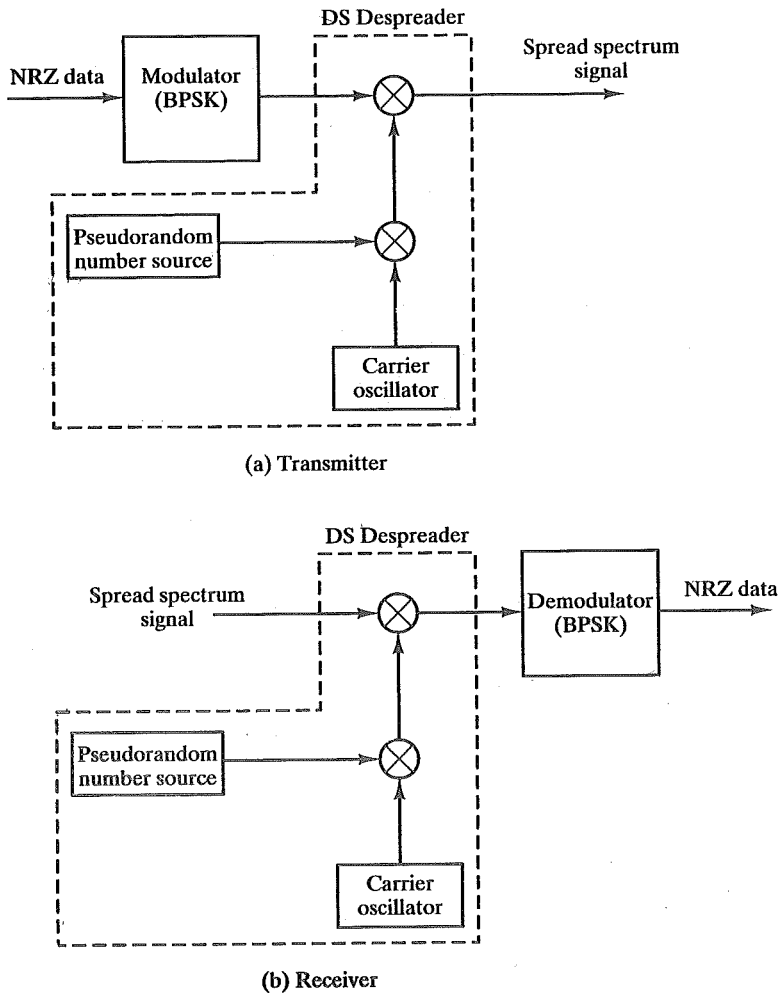 DS Despreader
Spread spectrum
signal
NRZ data
Modulator
(BPSK)
Pseudorandom
number source
Carrier
oscillator
(a) Transmitter
DS Despreader
Spread spectrum
signal
Demodulator
(BPSK)
NRZ data
Pseudorandom
number source
Carrier
oscillator
(b) Receiver